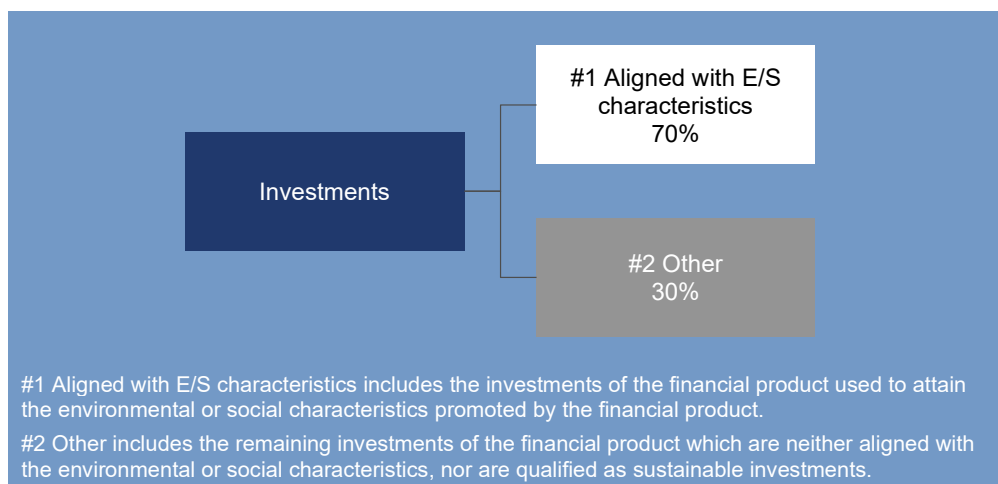 #1 Aligned with E/S
characteristics
70%
Investments
#2 Other
30%
#1 Aligned with E/S characteristics includes the investments of the financial product used to attain
the environmental or social characteristics promoted by the financial product.
#2 Other includes the remaining investments of the financial product which are neither aligned with
the environmental or social characteristics, nor are qualified as sustainable investments.